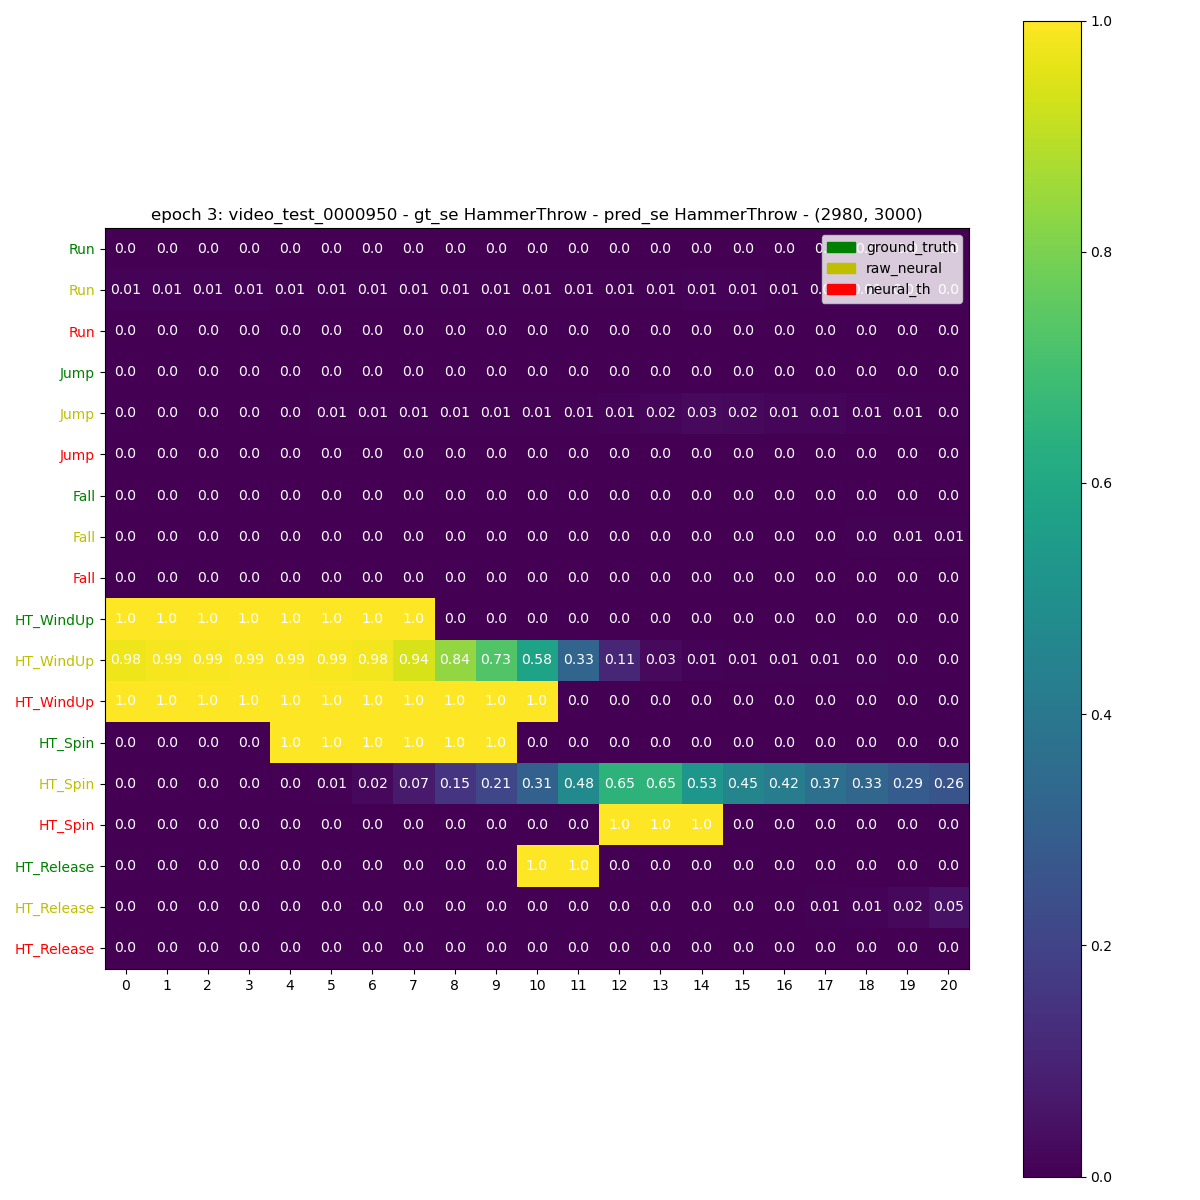 epoch 3: video_test_0000950 - gt_se HammerThrow - pred_se HammerThrow - (2980, 3000)
ground_truth
raw_neural
neural_th
Run 0.0 0.0 0.0 0.0 0.0 0.0 0.0 0.0 0.0 0.0 0.0 0.0 0.0 0.0 0.0 0.0 0.0
Run 0.01 0.01 0.01 0.01 0.01 0.01 0.01 0.01 0.01 0.01 0.01 0.01 0.01 0.01 0.01 0.01 0.01 0.0
Run 0.0 0.0 0.0 0.0 0.0 0.0 0.0 0.0 0.0 0.0 0.0 0.0 0.0 0.0 0.0 0.0 0.0 0.0 0.0 0.0 0.0
Jump 0.0 0.0 0.0 0.0 0.0 0.0 0.0 0.0 0.0 0.0 0.0 0.0 0.0 0.0 0.0 0.0 0.0 0.0 0.0 0.0 0.0
Jump 0.0 0.0 0.0 0.0 0.0 0.01 0.01 0.01 0.01 0.01 0.01 0.01 0.01 0.02 0.03 0.02 0.01 0.01 0.01 0.01 0.0
Jump 0.0 0.0 0.0 0.0 0.0 0.0 0.0 0.0 0.0 0.0 0.0 0.0 0.0 0.0 0.0 0.0 0.0 0.0 0.0 0.0 0.0
Fall 0.0 0.0 0.0 0.0 0.0 0.0 0.0 0.0 0.0 0.0 0.0 0.0 0.0 0.0 0.0 0.0 0.0 0.0 0.0 0.0 0.0
Fall 0.0 0.0 0.0 0.0 0.0 0.0 0.0 0.0 0.0 0.0 0.0 0.0 0.0 0.0 0.0 0.0 0.0 0.0 0.0 0.01 0.01
Fall 0.0 0.0 0.0 0.0 0.0 0.0 0.0 0.0 0.0 0.0 0.0 0.0 0.0 0.0 0.0 0.0 0.0 0.0 0.0 0.0 0.0
HT_WindUp 1.0 1.0 1.0 1.0 1.0 1.0 1.0 1.0 0.0 0.0 0.0 0.0 0.0 0.0 0.0 0.0 0.0 0.0 0.0 0.0 0.0
HT_WindUp 0.98 0.99 0.99 0.99 0.99 0.99 0.98 0.94 0.84 0.73 0.58 0.33 0.11 0.03 0.01 0.01 0.01 0.01 0.0 0.0 0.0
HT_WindUp 1.0 1.0 1.0 1.0 1.0 1.0 1.0 1.0 1.0 1.0 1.0 0.0 0.0 0.0 0.0 0.0 0.0 0.0 0.0 0.0 0.0
HT_Spin 0.0 0.0 0.0 0.0 1.0 1.0 1.0 1.0 1.0 1.0 0.0 0.0 0.0 0.0 0.0 0.0 0.0 0.0 0.0 0.0 0.0
HT_Spin 0.0 0.0 0.0 0.0 0.0 0.01 0.02 0.07 0.15 0.21 0.31 0.48 0.65 0.65 0.53 0.45 0.42 0.37 0.33 0.29 0.26
HT_Spin 0.0 0.0 0.0 0.0 0.0 0.0 0.0 0.0 0.0 0.0 0.0 0.0 1.0 1.0 1.0 0.0 0.0 0.0 0.0 0.0 0.0
HT_Release 0.0 0.0 0.0 0.0 0.0 0.0 0.0 0.0 0.0 0.0 1.0 1.0 0.0 0.0 0.0 0.0 0.0 0.0 0.0 0.0 0.0
HT_Release 0.0 0.0 0.0 0.0 0.0 0.0 0.0 0.0 0.0 0.0 0.0 0.0 0.0 0.0 0.0 0.0 0.0 0.01 0.01 0.02 0.05
HT_Release 0.0 0.0 0.0 0.0 0.0 0.0 0.0 0.0 0.0 0.0 0.0 0.0 0.0 0.0 0.0 0.0 0.0 0.0 0.0 0.0 0.0
0 1 2 3 4 5 6 7 8 9 10 11 12 13 14 15 16 17 18 19 20
1.0
0.8
0.6
0.4
0.2
0.0